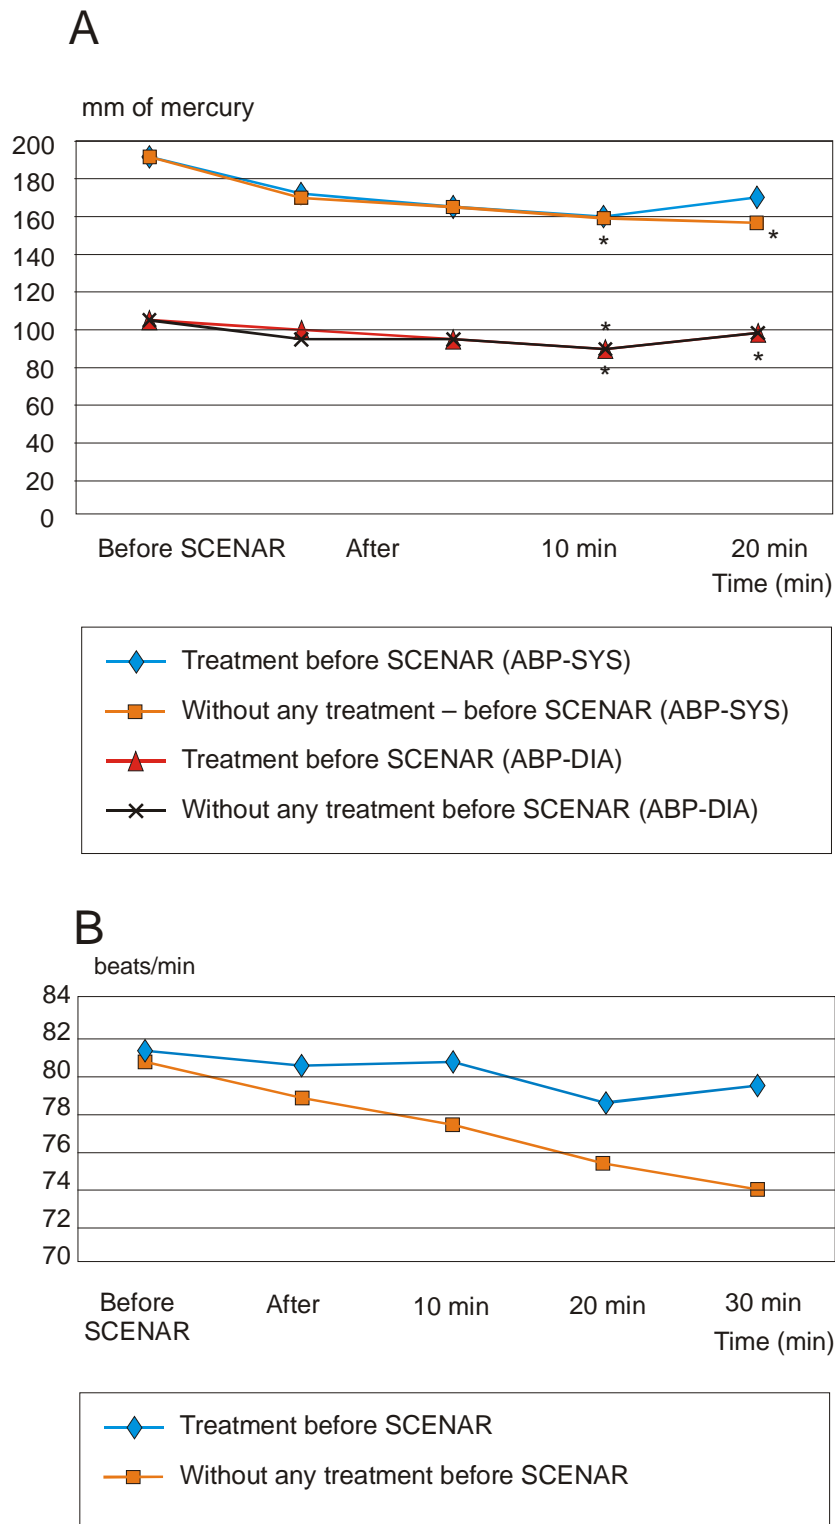 A
mm of mercury
200
180
160
140
120
100
80
60
40
20
0
*
*
*
*
*
Before SCENAR After 10 min 20 min
Time (min)
Treatment before SCENAR (ABP-SYS)
Without any treatment – before SCENAR (ABP-SYS)
Treatment before SCENAR (ABP-DIA)
Without any treatment before SCENAR (ABP-DIA)
B
beats/min
84
82
80
78
76
74
72
70
Before SCENAR After 10 min 20 min 30 min
Time (min)
Treatment before SCENAR
Without any treatment before SCENAR